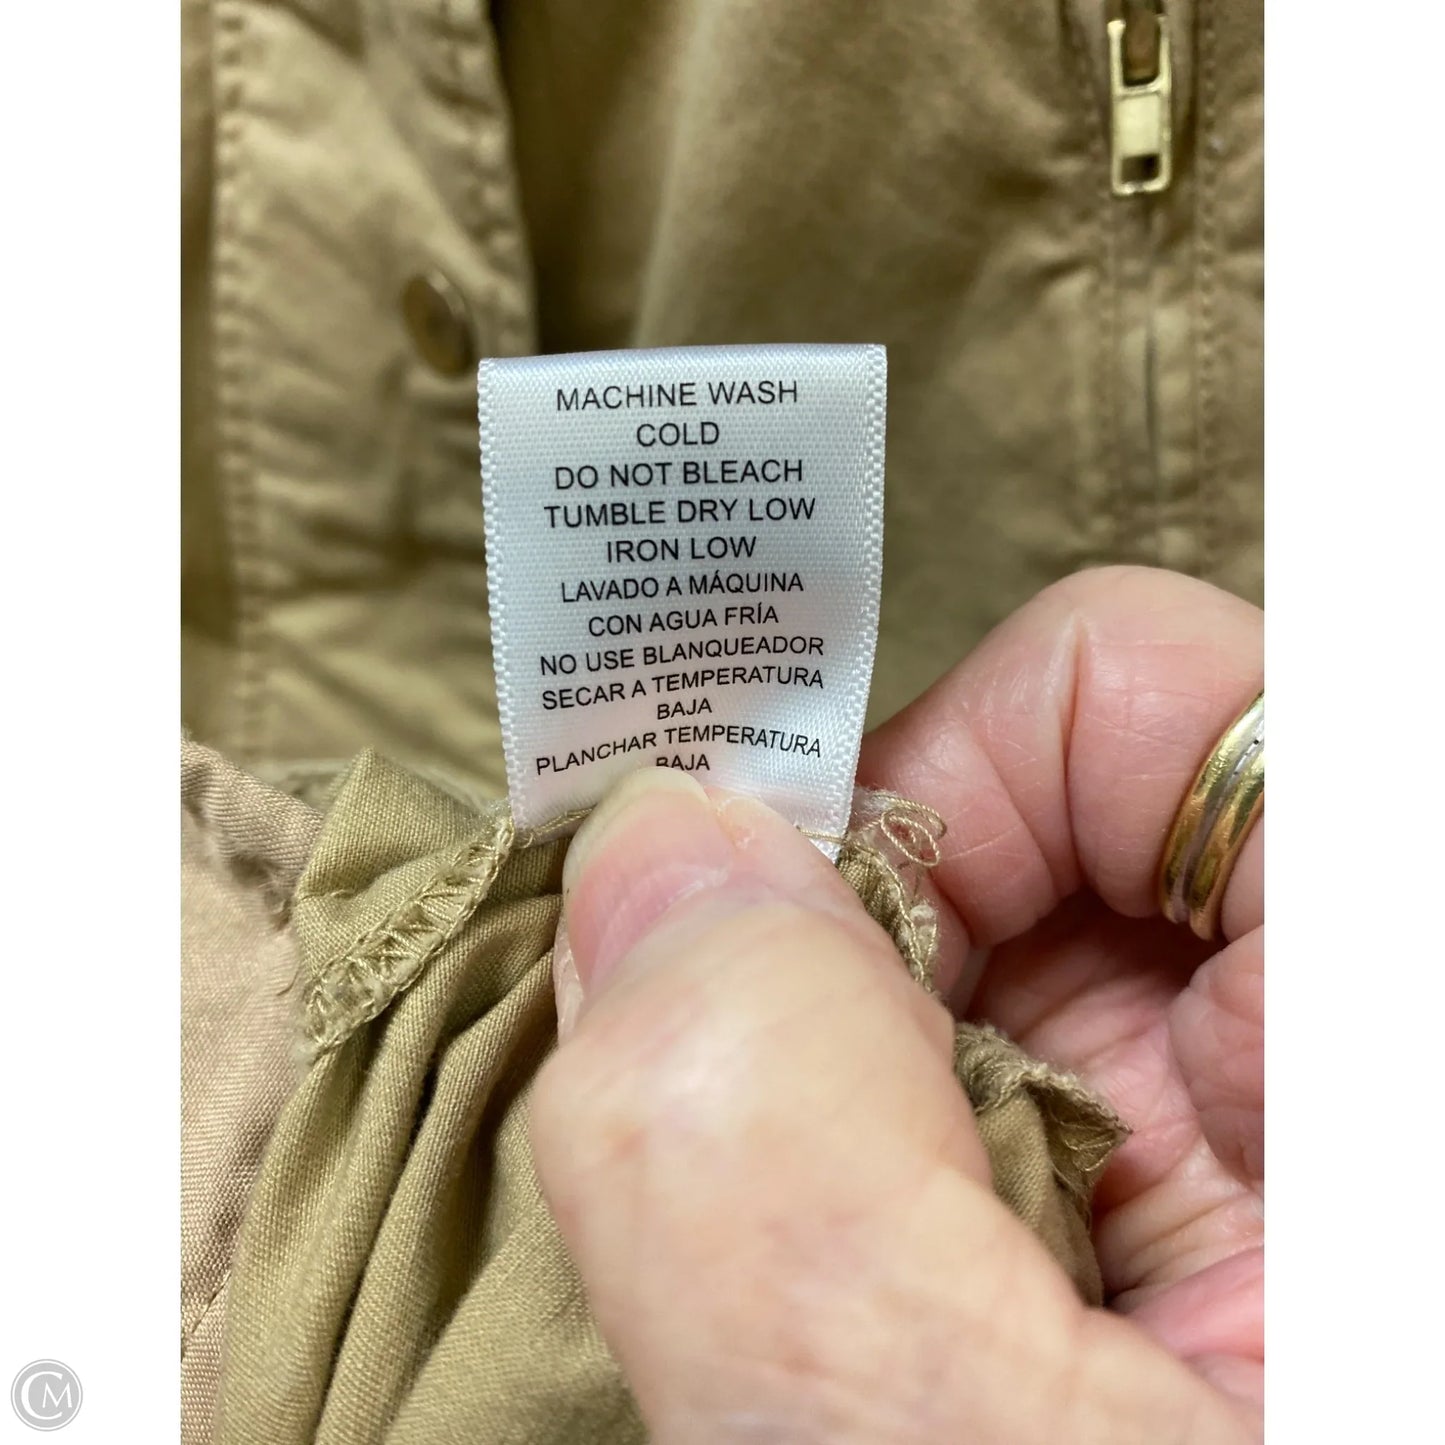 MACHINE WASH
COLD
DO NOT BLEACH
TUMBLE DRY LOW
IRON LOW
LAVADO A MÁQUINA
CON AGUA FRÍA
NO USE BLANQUEADOR
SECAR A TEMPERATURA
BAJA
PLANCHAR TEMPERATURA
BAJA
CM